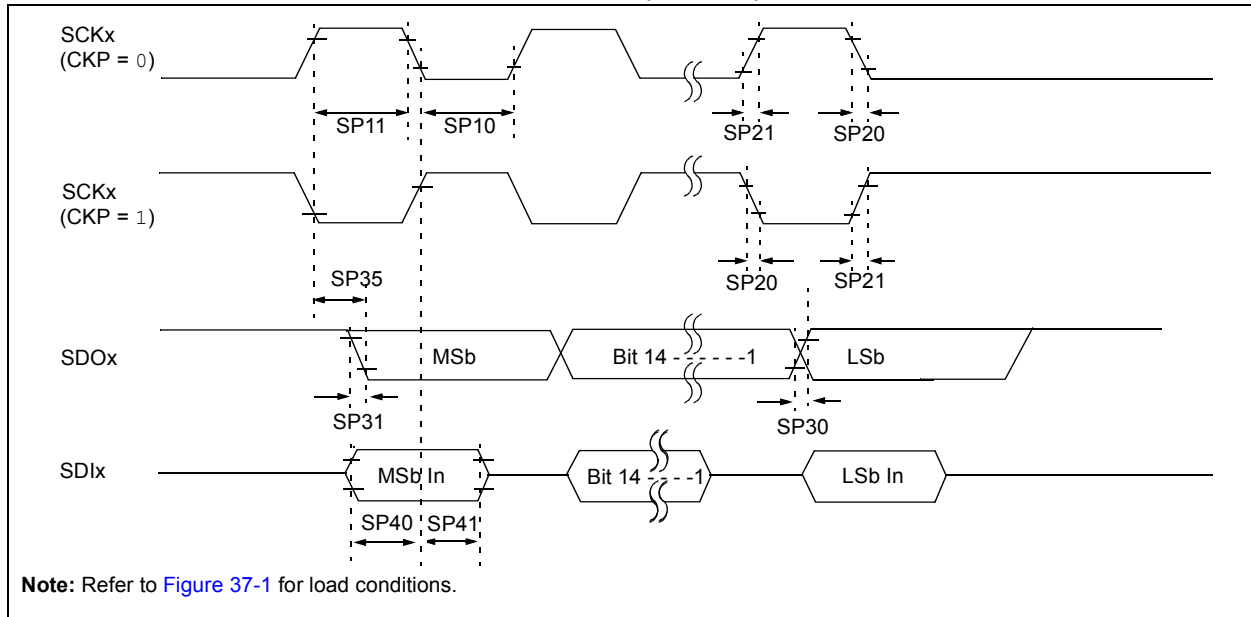 SCKx
(CKP = 0)
SP11
SP10
SP21
SP20
SCKx
(CKP = 1)
SP35
SP20
SP21
SDOx
MSb
Bit 14 - - - - - -1
LSb
SP31
SP30
SDIx
MSb In
Bit 14 - - - - -1
LSb In
SP40
SP41
Note: Refer to Figure 37-1 for load conditions.